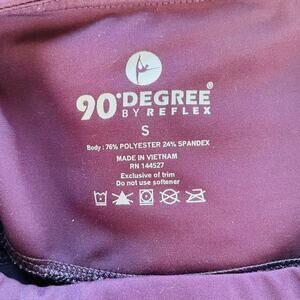 90°DEGREE®
BY REFLEX
S
Body: 76% POLYESTER 24% SPANDEX
MADE IN VIETNAM
RN 144527
Exclusive of trim
Do not use softener